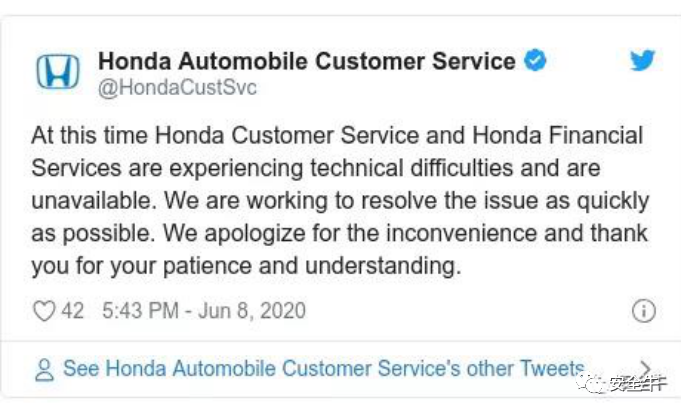 Honda Automobile Customer Service
@HondaCustSvc
At this time Honda Customer Service and Honda Financial
Services are experiencing technical difficulties and are
unavailable. We are working to resolve the issue as quickly
as possible. We apologize for the inconvenience and thank
you for your patience and understanding.
42 5:43 PM - Jun 8, 2020
See Honda Automobile Customer Service's other Tweets
安全牛